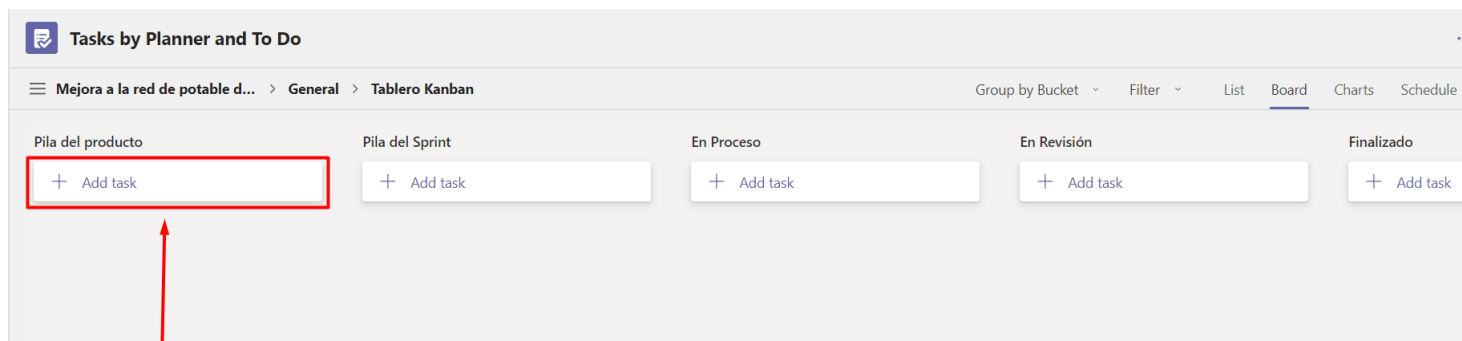 Tasks by Planner and To Do
Mejora a la red de potable d... > General > Tablero Kanban
Group by Bucket Filter List Board Charts Schedule
Pila del producto Pila del Sprint En Proceso En Revisión Finalizado
+ Add task + Add task + Add task + Add task + Add task